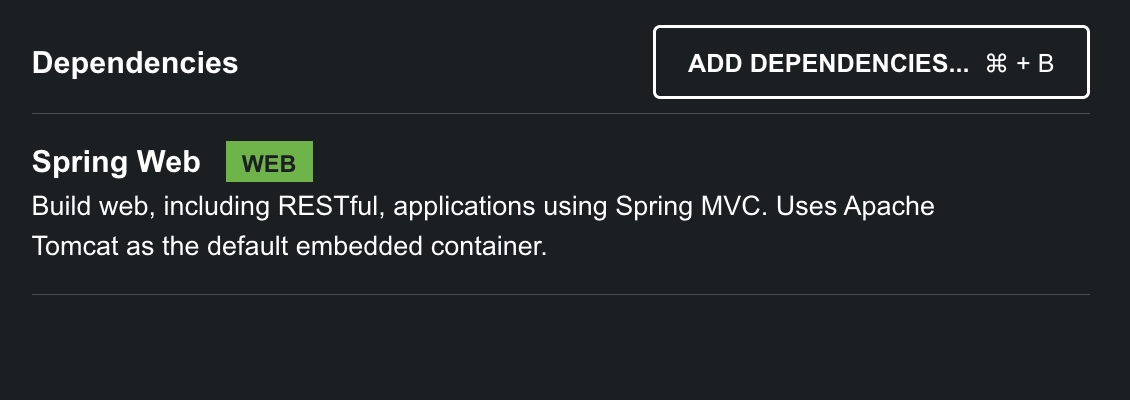 Dependencies
ADD DEPENDENCIES... ⌘ + B
Spring Web WEB
Build web, including RESTful, applications using Spring MVC. Uses Apache
Tomcat as the default embedded container.